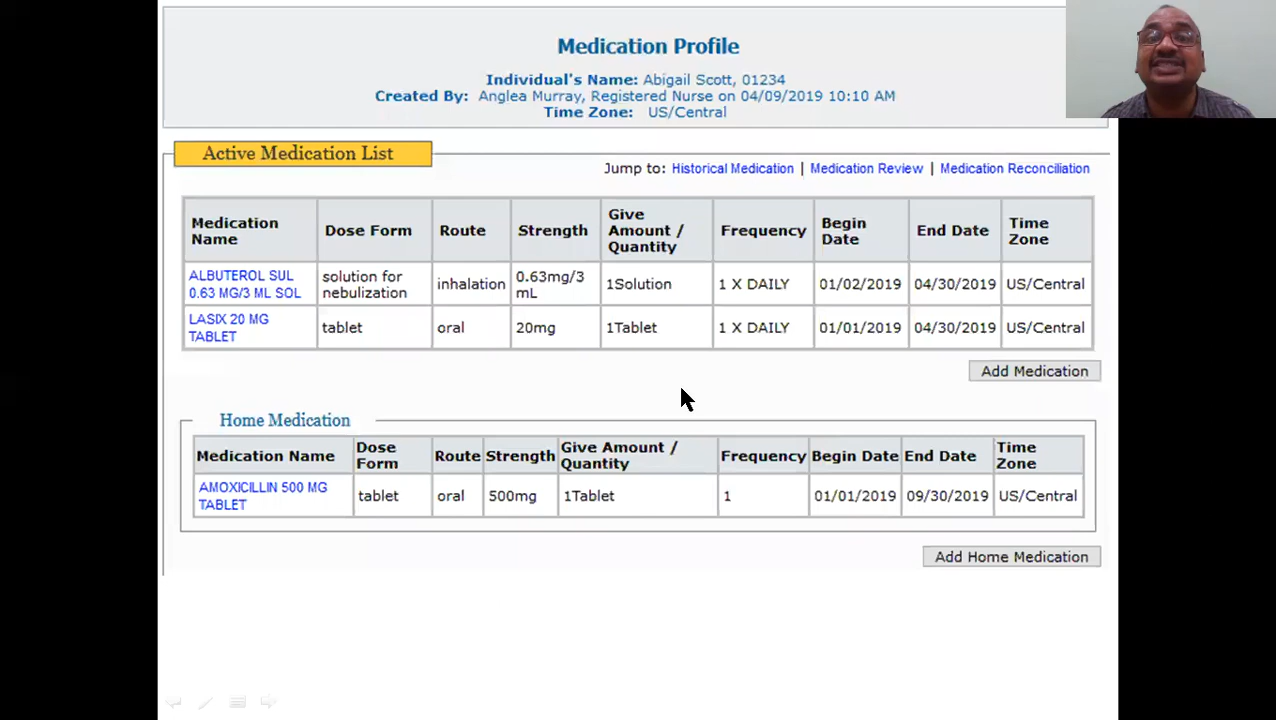 Medication Profile
Individual's Name: Abigail Scott, 01234
Created By: Anglea Murray, Registered Nurse on 04/09/2019 10:10 AM
Time Zone: US/Central
Active Medication List
Jump to: Historical Medication | Medication Review | Medication Reconciliation
Medication Name Dose Form Route Strength Give Amount / Quantity Frequency Begin Date End Date Time Zone
ALBUTEROL SUL 0.63 MG/3 ML SOL solution for nebulization inhalation 0.63mg/3 mL 1Solution 1 X DAILY 01/02/2019 04/30/2019 US/Central
LASIX 20 MG TABLET tablet oral 20mg 1Tablet 1 X DAILY 01/01/2019 04/30/2019 US/Central
Add Medication
Home Medication
Medication Name Dose Form Route Strength Give Amount / Quantity Frequency Begin Date End Date Time Zone
AMOXICILLIN 500 MG TABLET tablet oral 500mg 1Tablet 1 01/01/2019 09/30/2019 US/Central
Add Home Medication